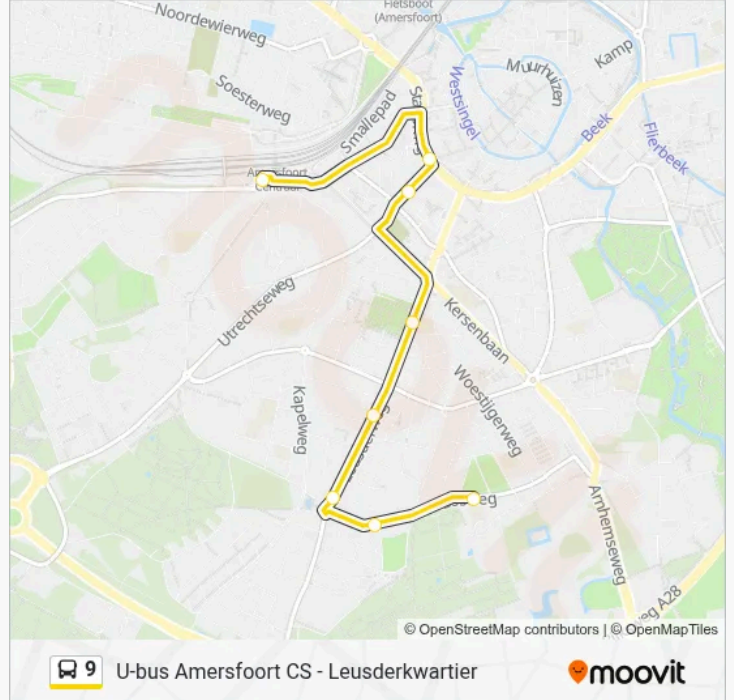 Fietsboot
(Amersfoort)
Noordewierweg
Kamp
Muurhuizen
Soesterweg
Westsingel
Smallepad
Beek
Flierbeek
Amersfoort
Centraal
Utrechtseweg
Kersenbaan
Woestijgerweg
Kapelweg
Arnhemseweg
© OpenStreetMap contributors | © OpenMapTiles
9 U-bus Amersfoort CS - Leusderkwartier
moovit